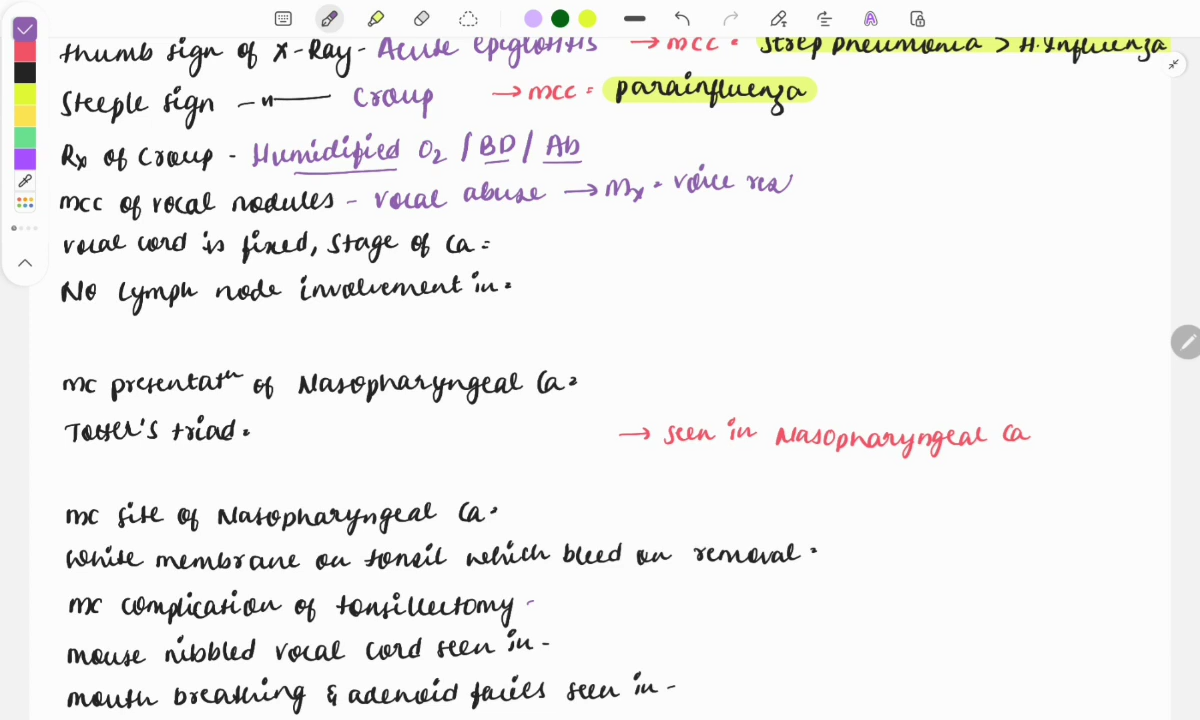 thumb sign of X-Ray - Acute epiglottitis → mcc = Strep pneumonia > H.Influenza
Steeple sign -"- Croup → mcc = parainfluenza
Rx of Croup - Humidified O2 / BD / Ab
mcc of vocal nodules - vocal abuse → Mx = voice res
vocal cord is fixed, stage of Ca =
No lymph node involvement in =
mc presentatn of Nasopharyngeal Ca =
Totter's triad = → seen in Nasopharyngeal Ca
mc site of Nasopharyngeal Ca =
White membrane on tonsil which bleed on removal =
mc complication of tonsillectomy -
mouse nibbled vocal cord seen in -
mouth breathing & adenoid facies seen in -